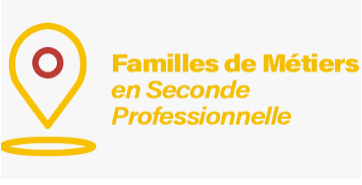 Familles de Métiers
en Seconde
Professionnelle